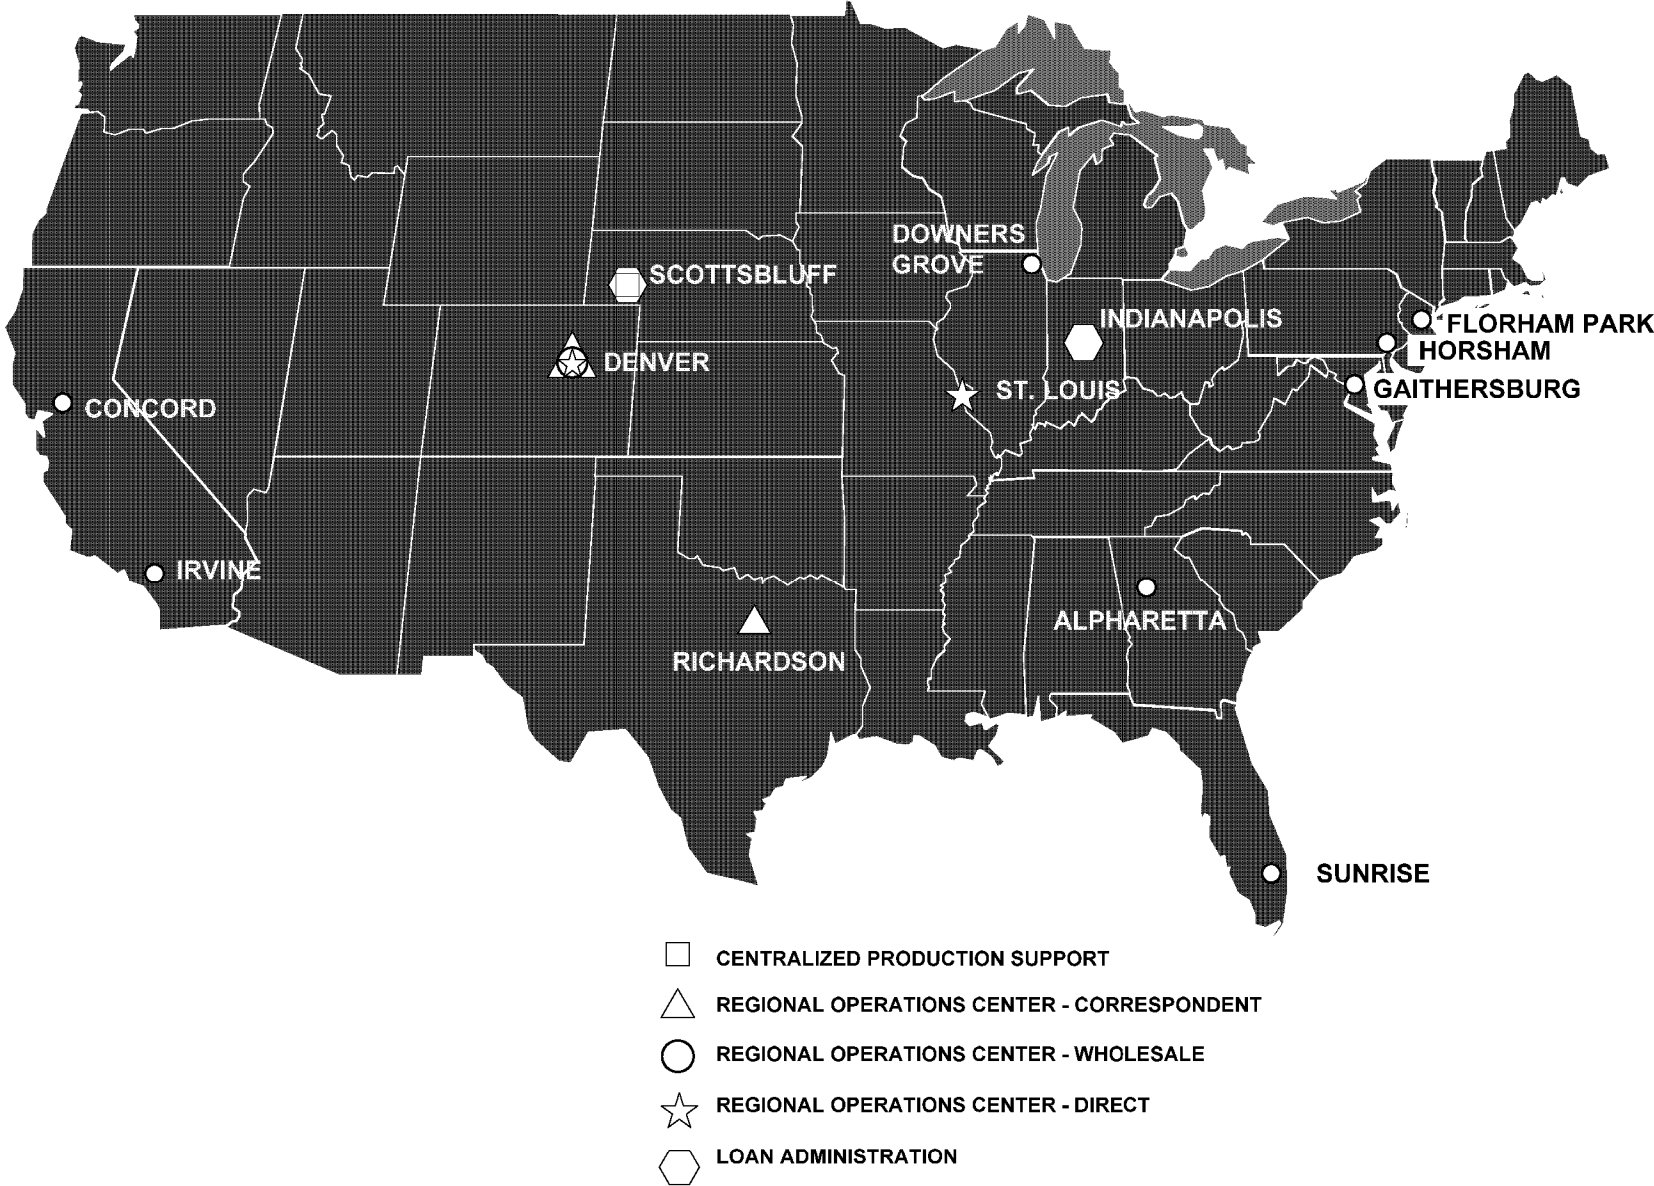 DOWNERS
GROVE
SCOTTSBLUFF
INDIANAPOLIS
FLORHAM PARK
HORSHAM
DENVER
ST. LOUIS
GAITHERSBURG
CONCORD
IRVINE
ALPHARETTA
RICHARDSON
SUNRISE
CENTRALIZED PRODUCTION SUPPORT
REGIONAL OPERATIONS CENTER - CORRESPONDENT
REGIONAL OPERATIONS CENTER - WHOLESALE
REGIONAL OPERATIONS CENTER - DIRECT
LOAN ADMINISTRATION